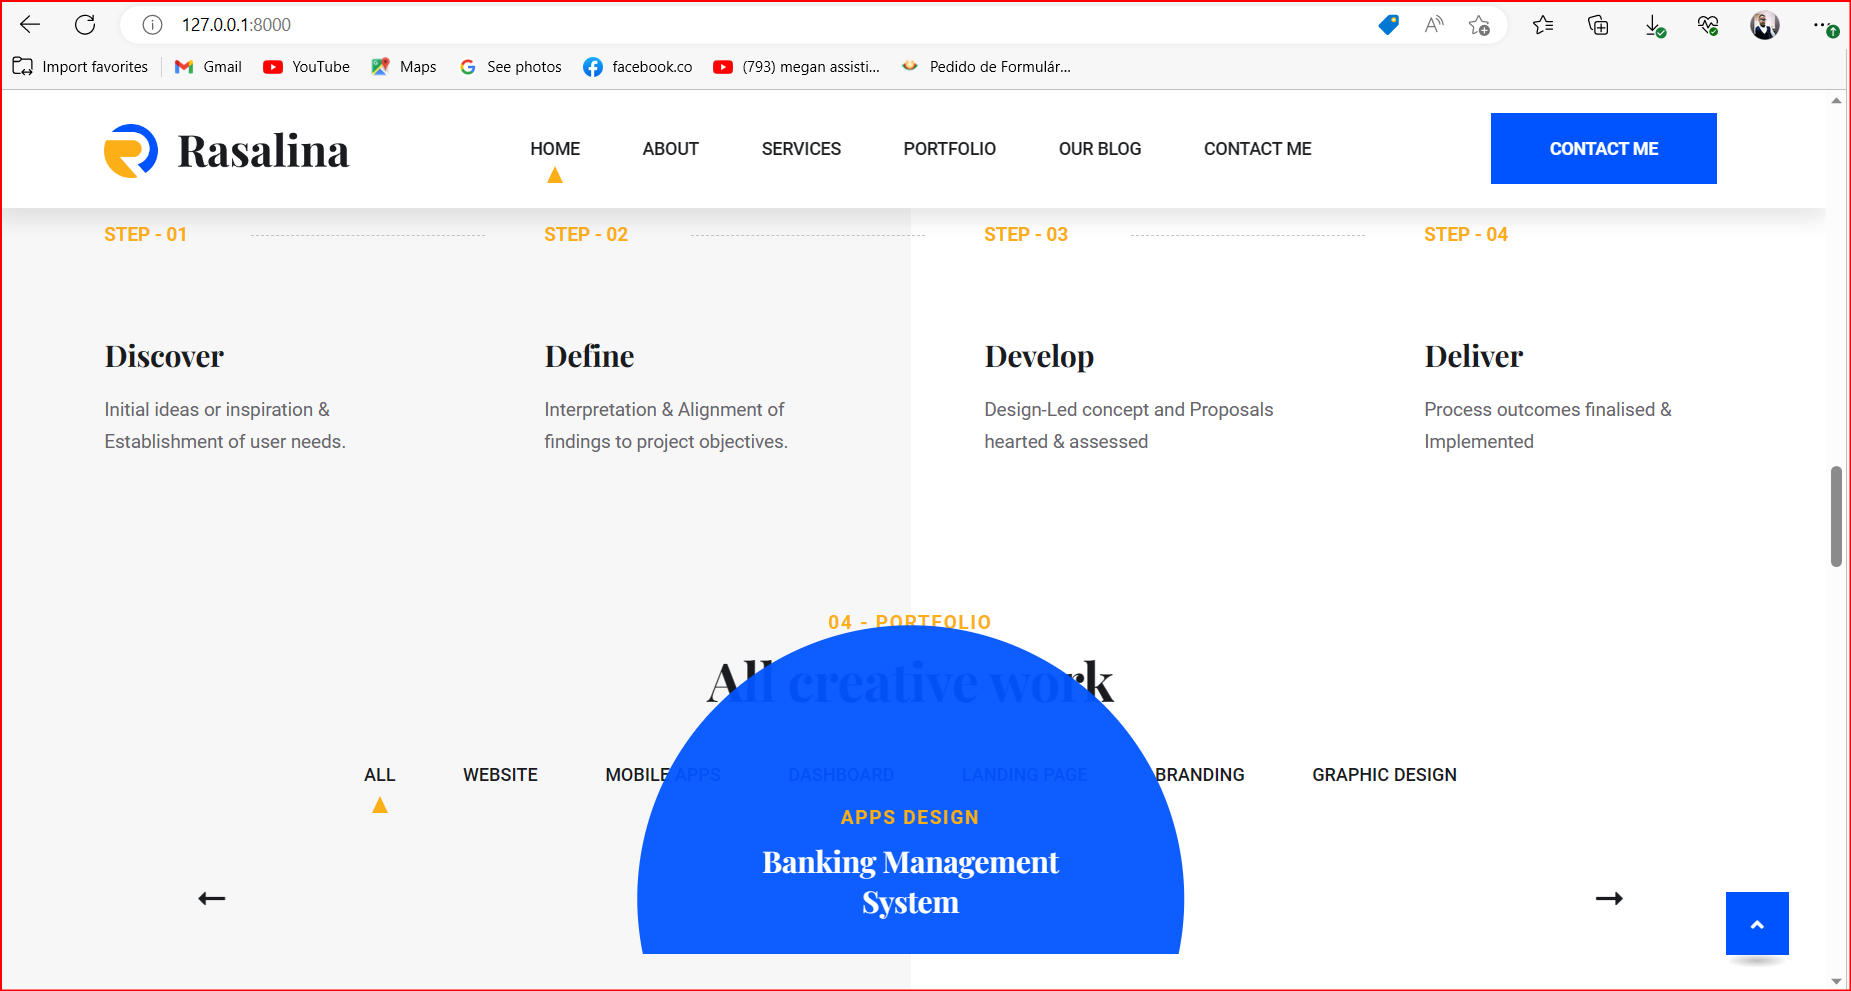 127.0.0.1:8000
Import favorites
Gmail
YouTube
Maps
See photos
facebook.co
(793) megan assisti...
Pedido de Formulár...
Rasalina
HOME
ABOUT
SERVICES
PORTFOLIO
OUR BLOG
CONTACT ME
CONTACT ME
STEP - 01
STEP - 02
STEP - 03
STEP - 04
Discover
Initial ideas or inspiration &
Establishment of user needs.
Define
Interpretation & Alignment of
findings to project objectives.
Develop
Design-Led concept and Proposals
hearted & assessed
Deliver
Process outcomes finalised &
Implemented
04 - PORTFOLIO
All creative work
ALL
WEBSITE
MOBILE APPS
DASHBOARD
LANDING PAGE
BRANDING
GRAPHIC DESIGN
APPS DESIGN
Banking Management
System